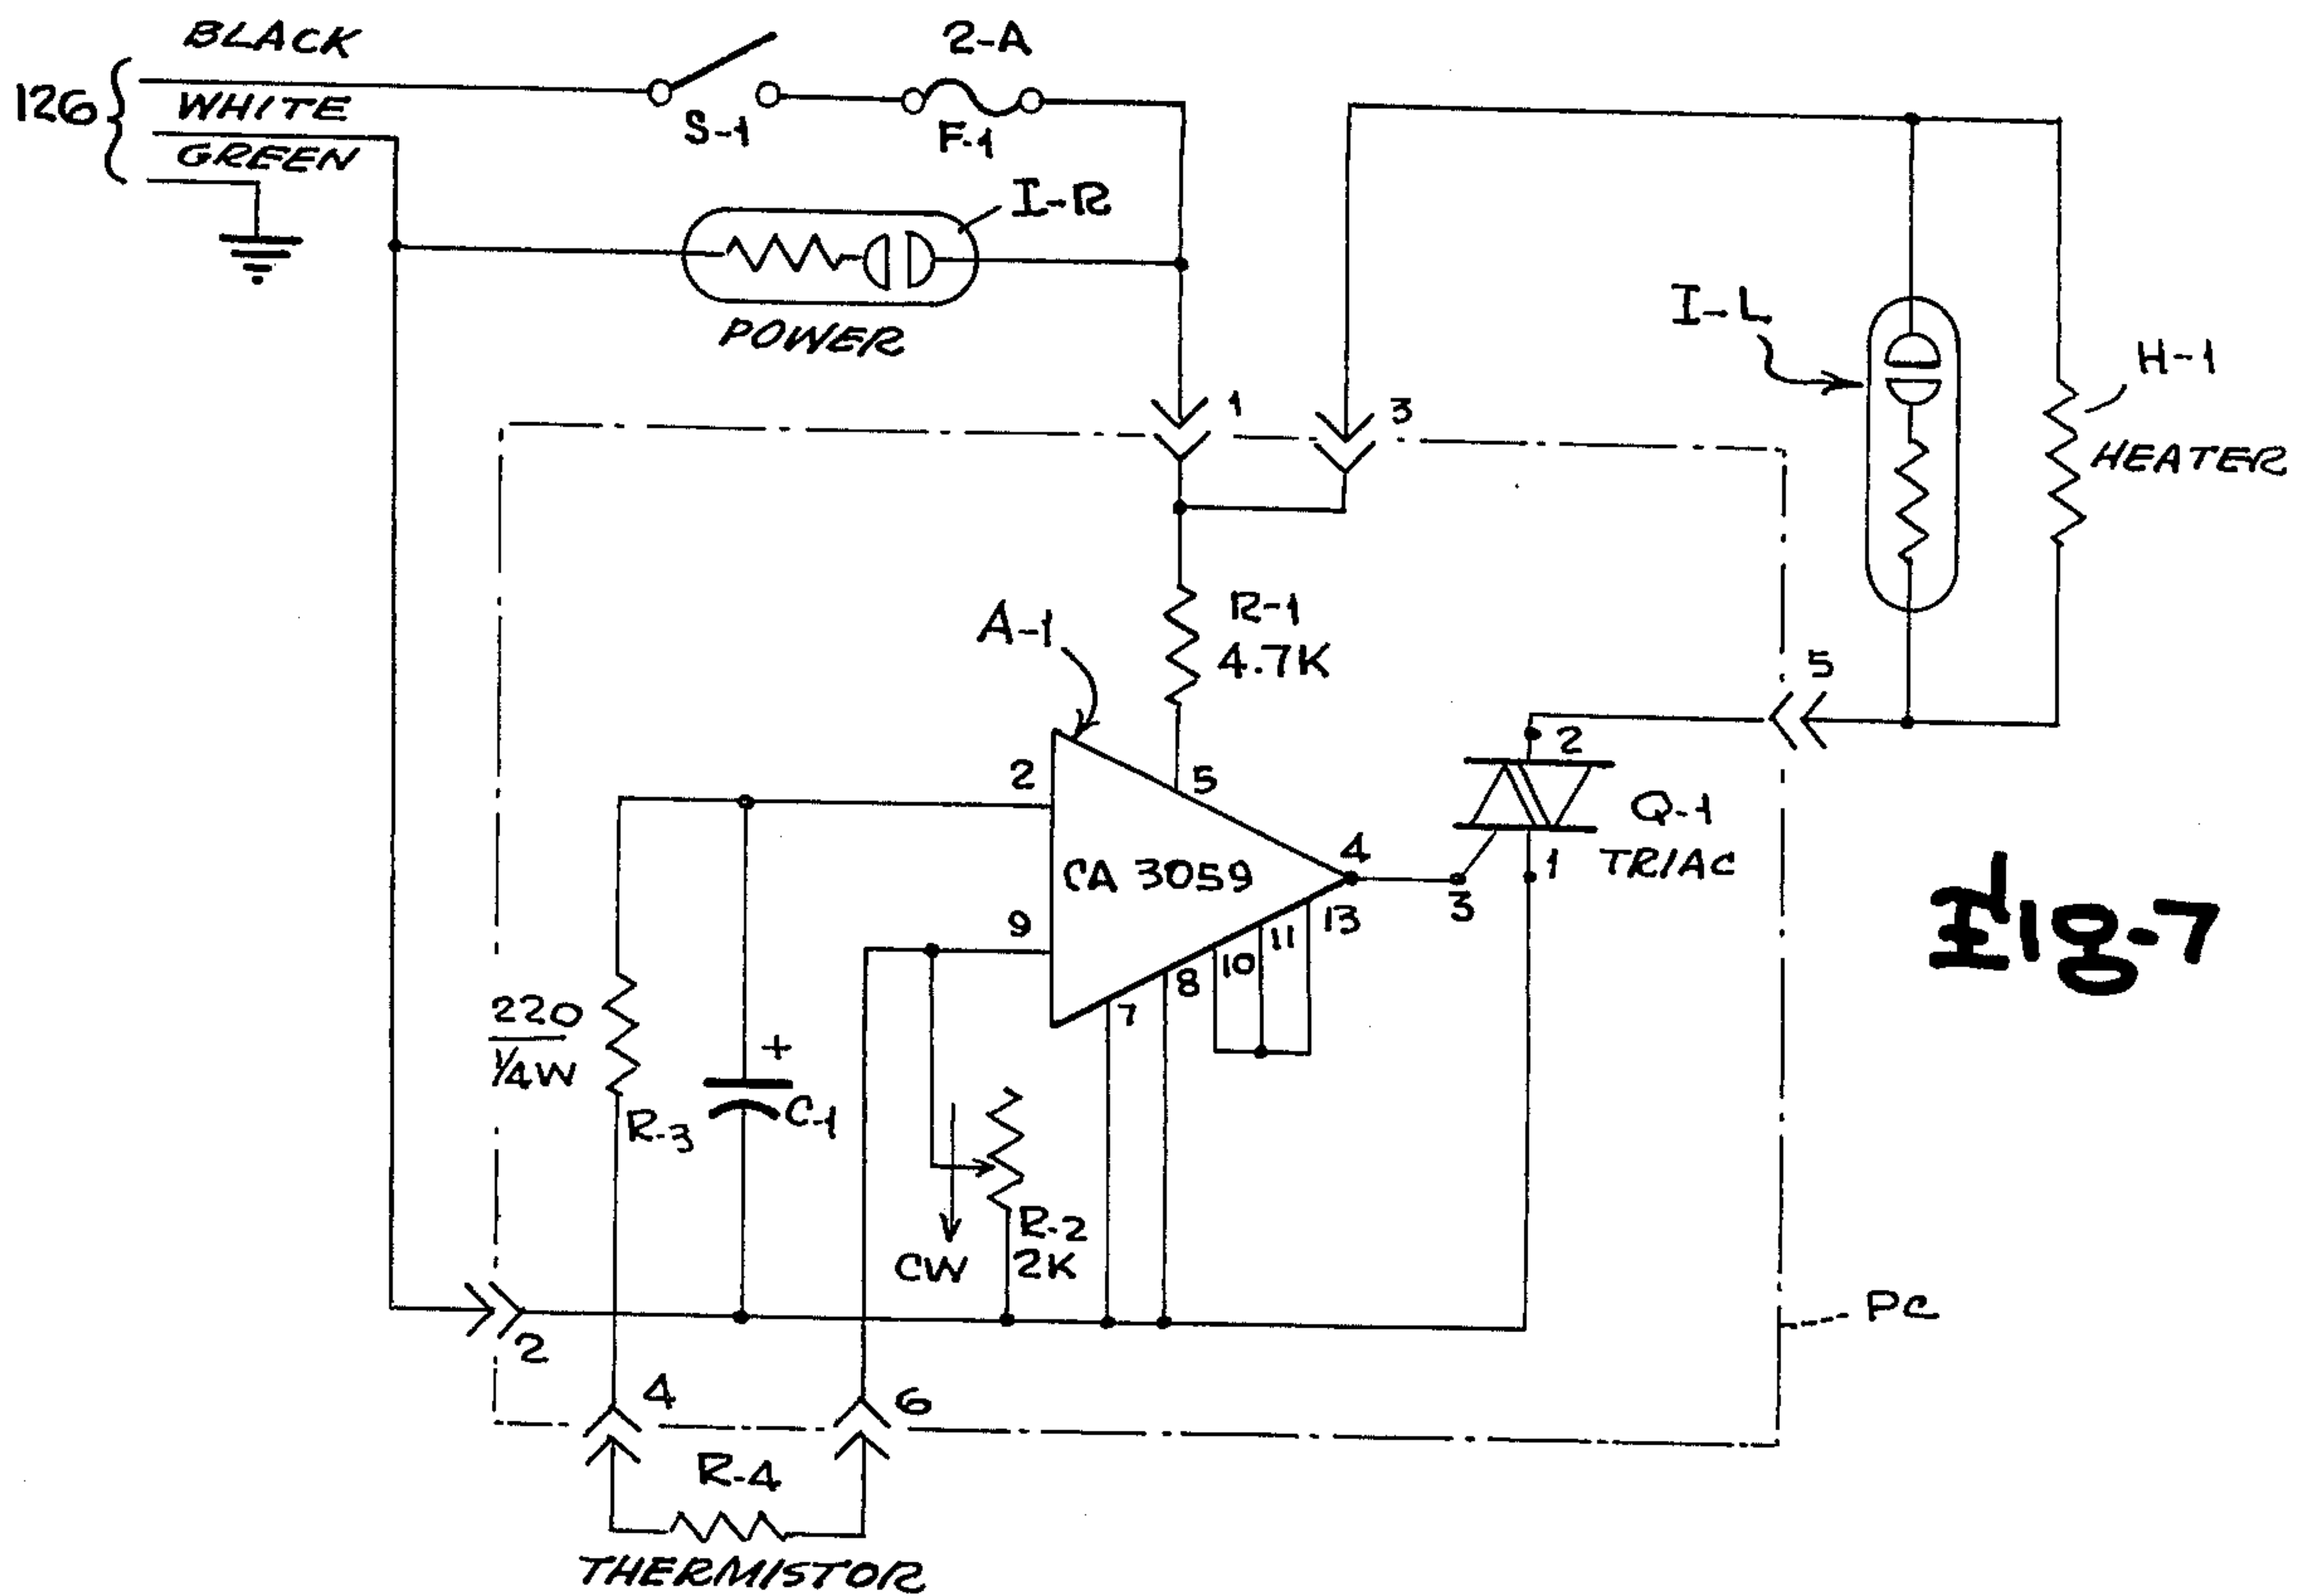 BLACK
126
WHITE
GREEN
S-1
2-A
F-1
I-R
POWER
1
3
I-L
H-1
HEATER
A-1
R-1
4.7K
5
2
5
2
Q-1
TRIAC
CA 3059
4
3
1
9
7
8
10
11
13
220
1/4W
R-3
+
C-1
CW
R-2
2K
2
4
6
R-4
THERMISTOR
PC
Fig-7